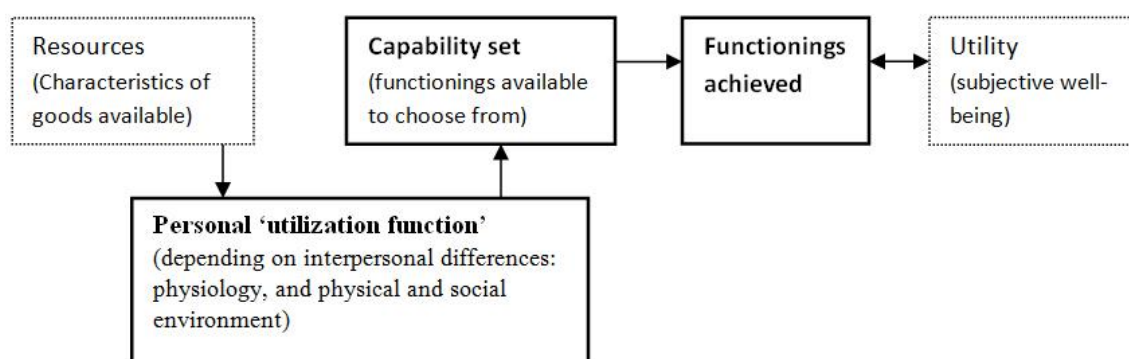 Resources
(Characteristics of
goods available)
Capability set
(functionings available
to choose from)
Functionings
achieved
Utility
(subjective well-
being)
Personal ‘utilization function’
(depending on interpersonal differences:
physiology, and physical and social
environment)